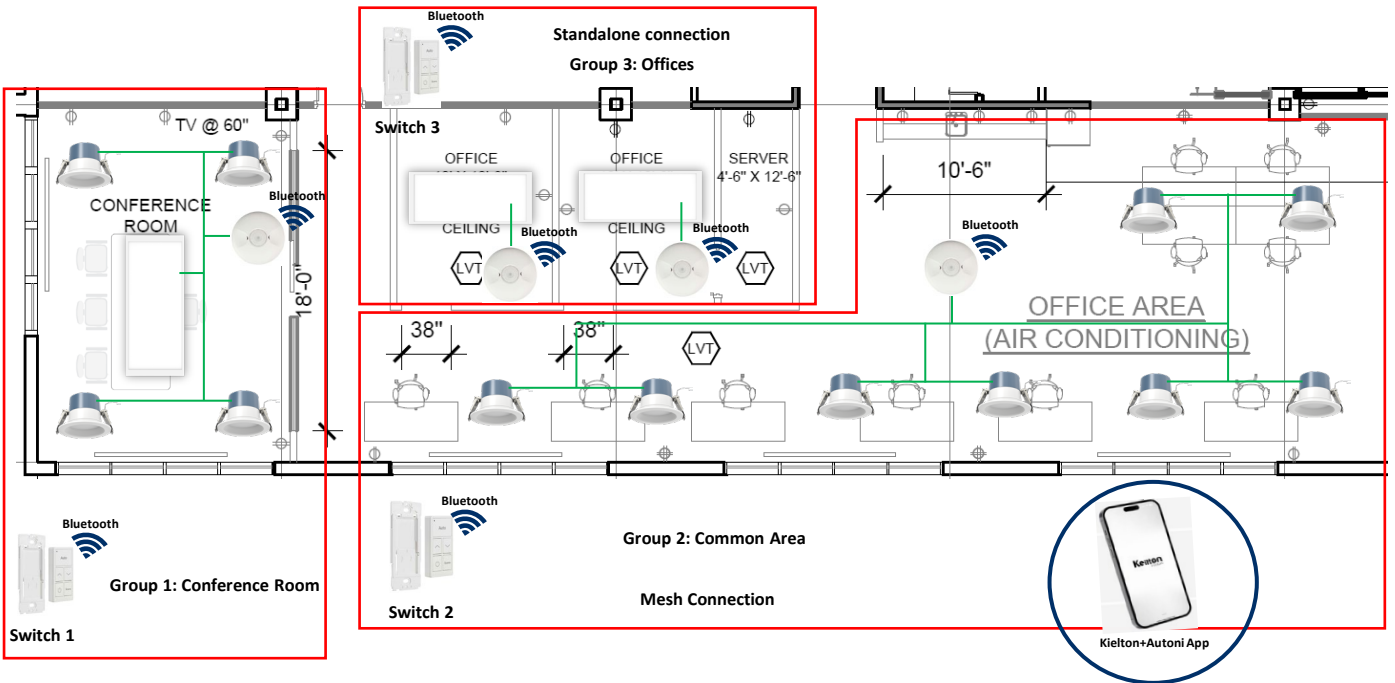 Bluetooth
Standalone connection
Group 3: Offices
Switch 3
TV @ 60"
CONFERENCE
ROOM
Bluetooth
18'-0"
OFFICE
CEILING
Bluetooth
LVT
OFFICE
CEILING
Bluetooth
LVT
SERVER
4'-6" X 12'-6"
LVT
10'-6"
Bluetooth
OFFICE AREA
(AIR CONDITIONING)
38"
38"
LVT
Bluetooth
Group 1: Conference Room
Switch 1
Bluetooth
Group 2: Common Area
Mesh Connection
Switch 2
Kielton+Autoni App